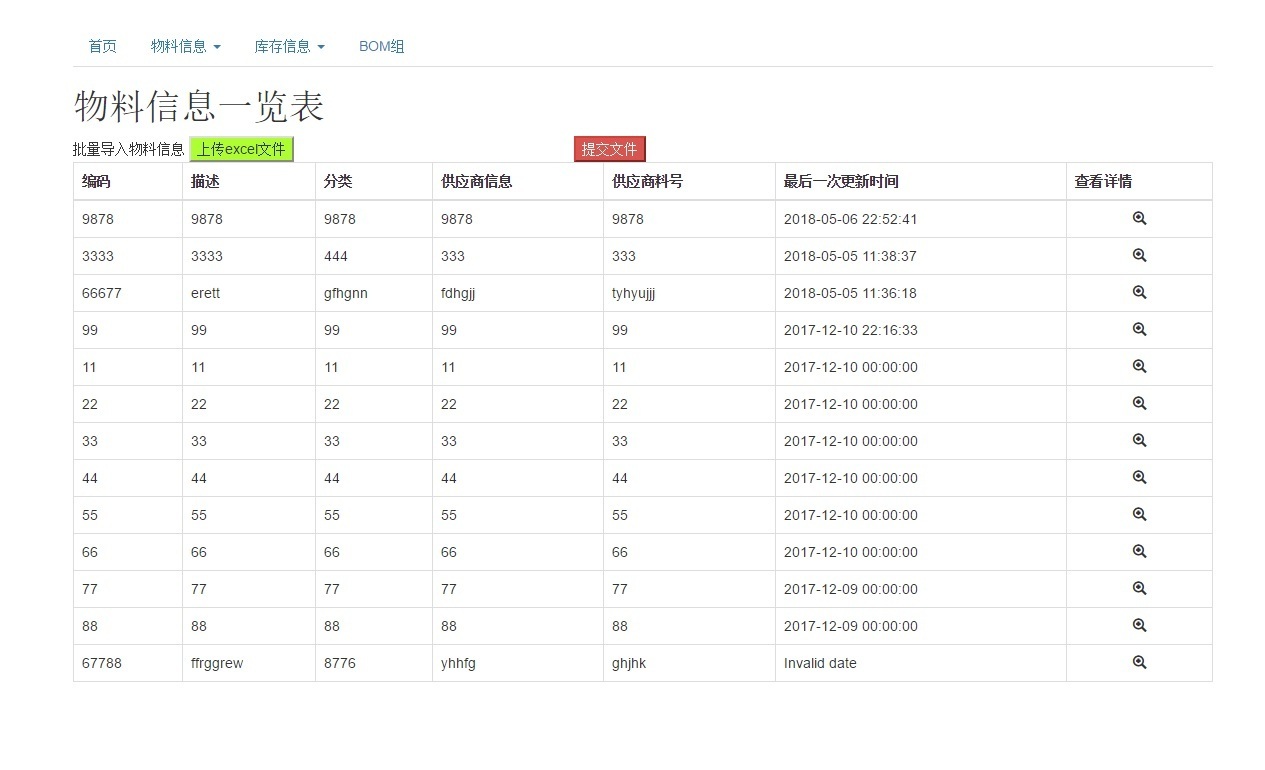 首页 物料信息 库存信息 BOM组
物料信息一览表
批量导入物料信息 上传excel文件 提交文件
编码 描述 分类 供应商信息 供应商料号 最后一次更新时间 查看详情
9878 9878 9878 9878 9878 2018-05-06 22:52:41
3333 3333 444 333 333 2018-05-05 11:38:37
66677 erett gfhgnn fdhgjj tyhyujjj 2018-05-05 11:36:18
99 99 99 99 99 2017-12-10 22:16:33
11 11 11 11 11 2017-12-10 00:00:00
22 22 22 22 22 2017-12-10 00:00:00
33 33 33 33 33 2017-12-10 00:00:00
44 44 44 44 44 2017-12-10 00:00:00
55 55 55 55 55 2017-12-10 00:00:00
66 66 66 66 66 2017-12-10 00:00:00
77 77 77 77 77 2017-12-09 00:00:00
88 88 88 88 88 2017-12-09 00:00:00
67788 ffrggrew 8776 yhhfg ghjhk Invalid date